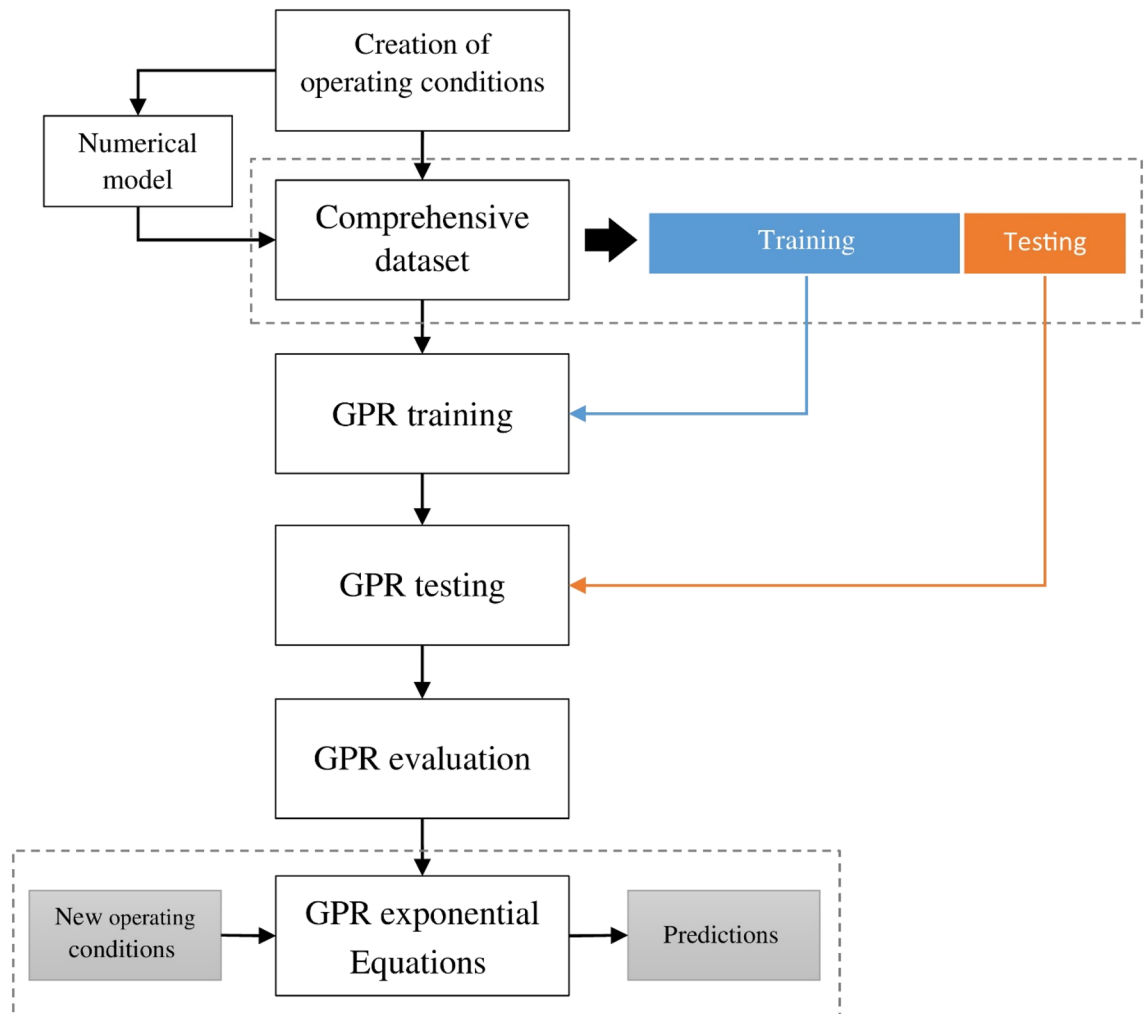 Creation of
operating conditions
Numerical
model
Comprehensive
dataset
Training
Testing
GPR training
GPR testing
GPR evaluation
New operating
conditions
GPR exponential
Equations
Predictions